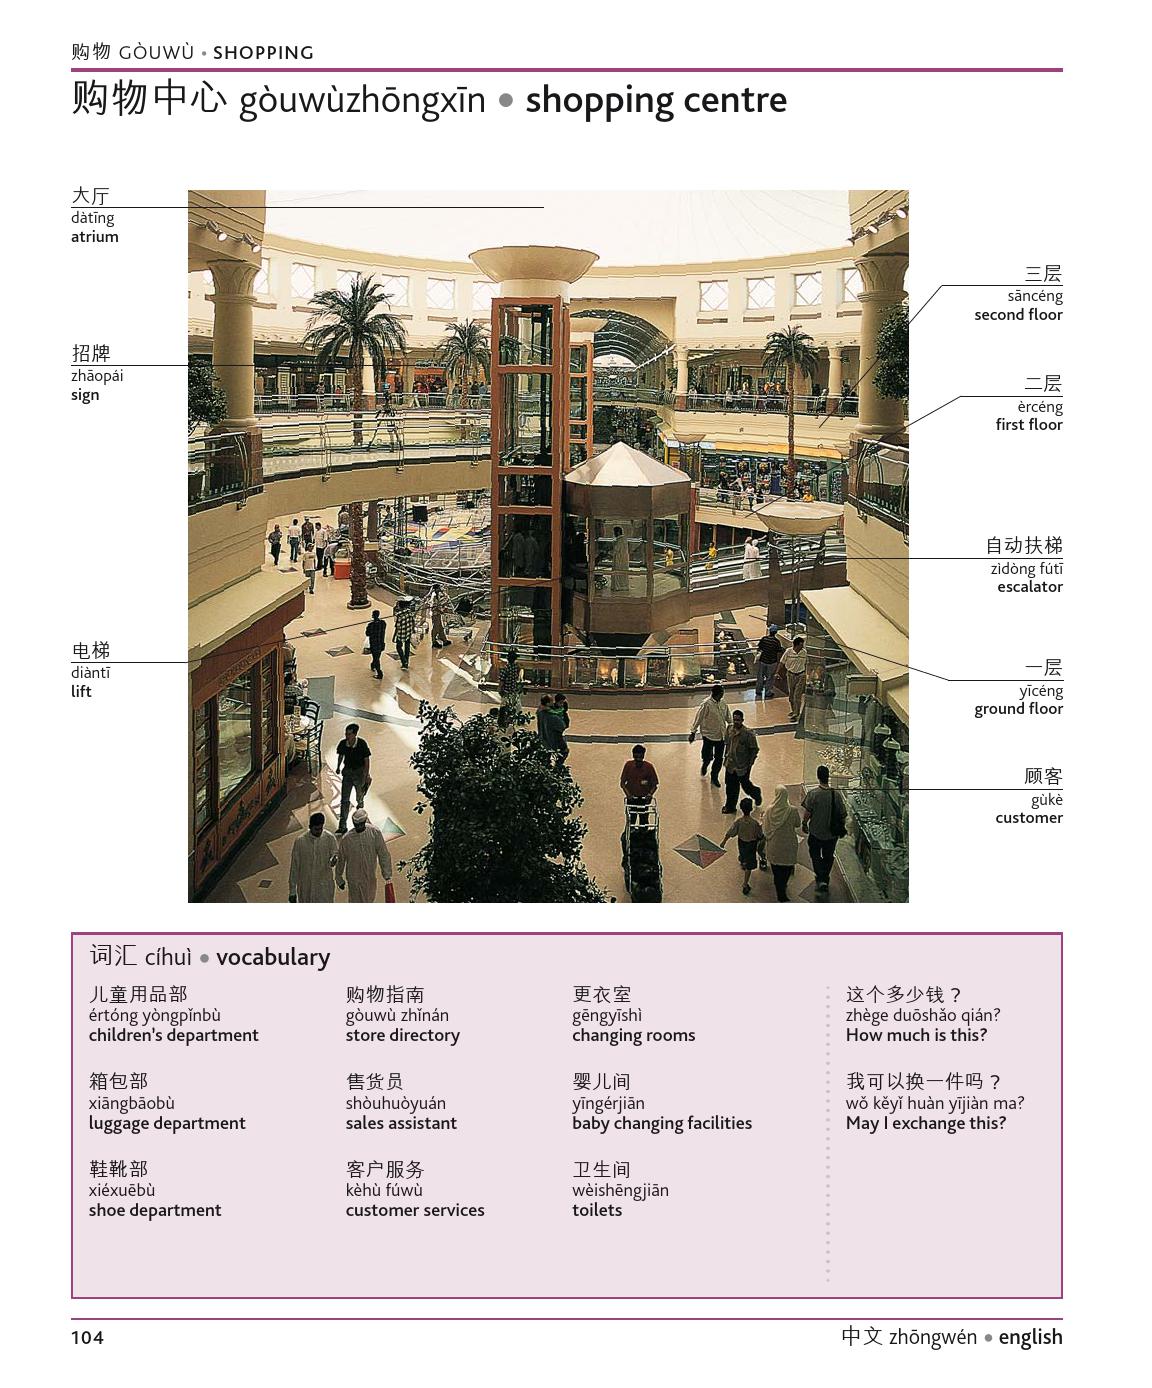 购物 GÒUWÙ • SHOPPING
购物中心 gòuwùzhōngxīn • shopping centre
大厅
dàtīng
atrium
招牌
zhāopái
sign
电梯
diàntī
lift
三层
sāncéng
second floor
二层
èrcéng
first floor
自动扶梯
zìdòng fútī
escalator
一层
yīcéng
ground floor
顾客
gùkè
customer
词汇 cíhuì • vocabulary
儿童用品部
értóng yòngpǐnbù
children's department
箱包部
xiāngbāobù
luggage department
鞋靴部
xiéxuēbù
shoe department
购物指南
gòuwù zhǐnán
store directory
售货员
shòuhuòyuán
sales assistant
客户服务
kèhù fúwù
customer services
更衣室
gēngyīshì
changing rooms
婴儿间
yīngérjiān
baby changing facilities
卫生间
wèishēngjiān
toilets
这个多少钱？
zhège duōshǎo qián?
How much is this?
我可以换一件吗？
wǒ kěyǐ huàn yījiàn ma?
May I exchange this?
104
中文 zhōngwén • english